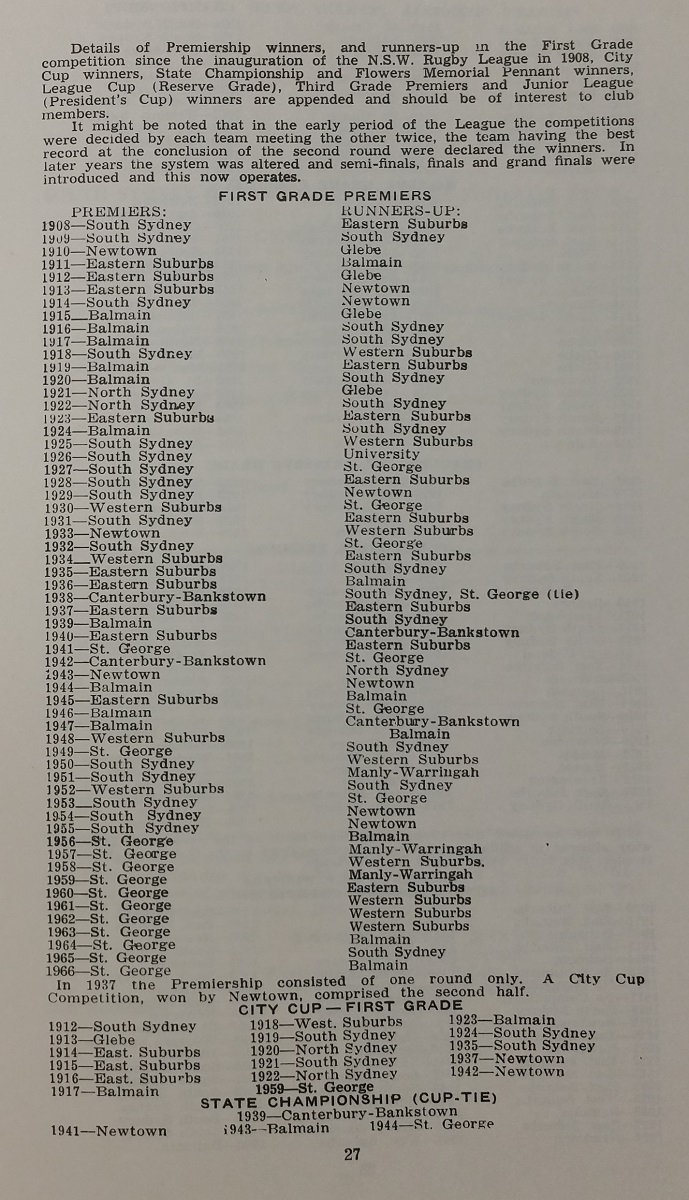 Details of Premiership winners, and runners-up in the First Grade
competition since the inauguration of the N.S.W. Rugby League in 1908, City
Cup winners, State Championship and Flowers Memorial Pennant winners,
League Cup (Reserve Grade), Third Grade Premiers and Junior League
(President's Cup) winners are appended and should be of interest to club
members.
It might be noted that in the early period of the League the competitions
were decided by each team meeting the other twice, the team having the best
record at the conclusion of the second round were declared the winners. In
later years the system was altered and semi-finals, finals and grand finals were
introduced and this now operates.
FIRST GRADE PREMIERS
PREMIERS: RUNNERS-UP:
1908—South Sydney Eastern Suburbs
1909—South Sydney South Sydney
1910—Newtown Glebe
1911—Eastern Suburbs Balmain
1912—Eastern Suburbs Glebe
1913—Eastern Suburbs Newtown
1914—South Sydney Newtown
1915—Balmain Glebe
1916—Balmain South Sydney
1917—Balmain South Sydney
1918—South Sydney Western Suburbs
1919—Balmain Eastern Suburbs
1920—Balmain South Sydney
1921—North Sydney Glebe
1922—North Sydney South Sydney
1923—Eastern Suburbs Eastern Suburbs
1924—Balmain South Sydney
1925—South Sydney Western Suburbs
1926—South Sydney University
1927—South Sydney St. George
1928—South Sydney Eastern Suburbs
1929—South Sydney Newtown
1930—Western Suburbs St. George
1931—South Sydney Eastern Suburbs
1933—Newtown Western Suburbs
1932—South Sydney St. George
1934—Western Suburbs Eastern Suburbs
1935—Eastern Suburbs South Sydney
1936—Eastern Suburbs Balmain
1938—Canterbury-Bankstown South Sydney, St. George (tie)
1937—Eastern Suburbs Eastern Suburbs
1939—Balmain South Sydney
1940—Eastern Suburbs Canterbury-Bankstown
1941—St. George Eastern Suburbs
1942—Canterbury-Bankstown St. George
1943—Newtown North Sydney
1944—Balmain Newtown
1945—Eastern Suburbs Balmain
1946—Balmain St. George
1947—Balmain Canterbury-Bankstown
1948—Western Suburbs Balmain
1949—St. George South Sydney
1950—South Sydney Western Suburbs
1951—South Sydney Manly-Warringah
1952—Western Suburbs South Sydney
1953—South Sydney St. George
1954—South Sydney Newtown
1955—South Sydney Newtown
1956—St. George Balmain
1957—St. George Manly-Warringah
1958—St. George Western Suburbs.
1959—St. George Manly-Warringah
1960—St. George Eastern Suburbs
1961—St. George Western Suburbs
1962—St. George Western Suburbs
1963—St. George Western Suburbs
1964—St. George Balmain
1965—St. George South Sydney
1966—St. George Balmain
In 1937 the Premiership consisted of one round only. A City Cup
Competition, won by Newtown, comprised the second half.
CITY CUP — FIRST GRADE
1912—South Sydney 1918—West. Suburbs 1923—Balmain
1913—Glebe 1919—South Sydney 1924—South Sydney
1914—East. Suburbs 1920—North Sydney 1935—South Sydney
1915—East. Suburbs 1921—South Sydney 1937—Newtown
1916—East. Suburbs 1922—North Sydney 1942—Newtown
1917—Balmain 1959—St. George
STATE CHAMPIONSHIP (CUP-TIE)
1939—Canterbury-Bankstown
1941—Newtown 1943--Balmain 1944—St. George
27